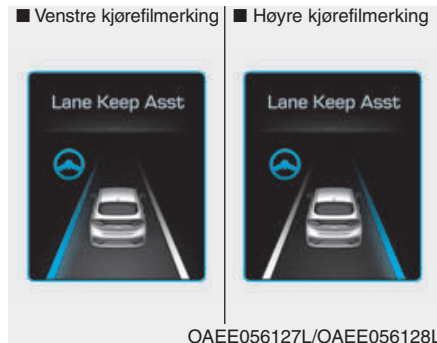 ■ Venstre kjørefilmerking
■ Høyre kjørefilmerking
Lane Keep Asst
Lane Keep Asst
OAEE056127L/OAEE056128L